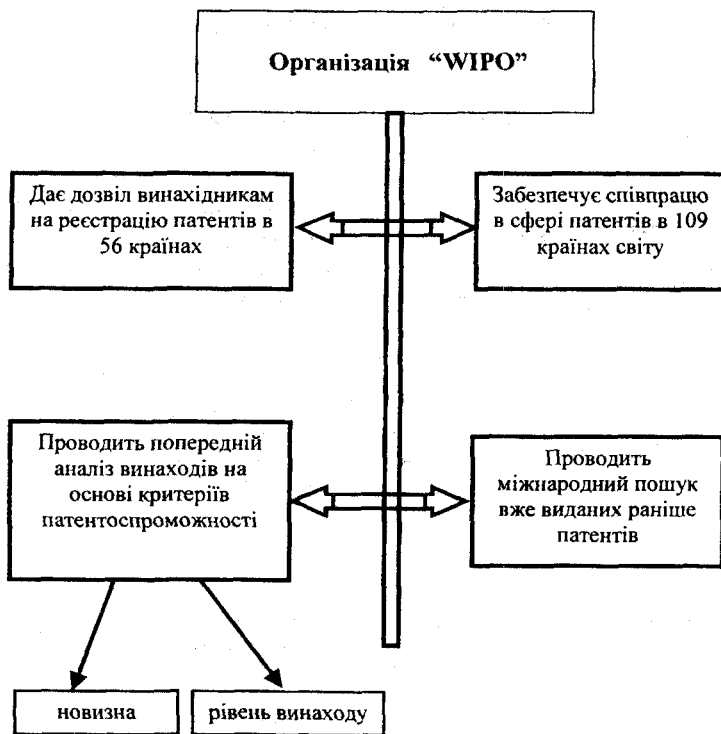 Організація “WIPO”
Дає дозвіл винахідникам
на реєстрацію патентів в
56 країнах
Забезпечує співпрацю
в сфері патентів в 109
країнах світу
Проводить попередній
аналіз винаходів на
основі критеріїв
патентоспроможності
Проводить
міжнародний пошук
вже виданих раніше
патентів
новизна
рівень винаходу